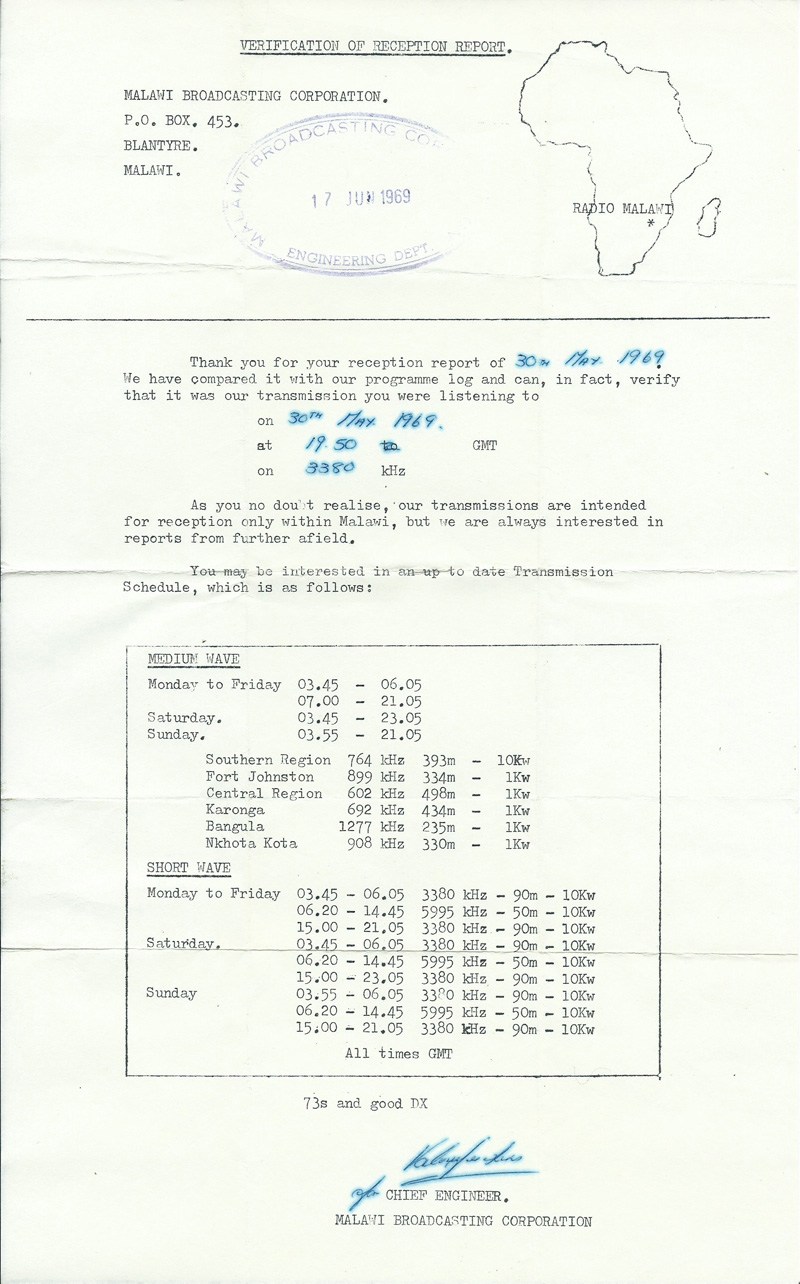 VERIFICATION OF RECEPTION REPORT.
MALAWI BROADCASTING CORPORATION.
P.O. BOX. 453.
BLANTYRE.
MALAWI.
MALAWI BROADCASTING COR
17 JUN 1969
ENGINEERING DEPT.
RADIO MALAWI
*
Thank you for your reception report of 30TH MAY 1969
We have compared it with our programme log and can, in fact, verify
that it was our transmission you were listening to
on 30TH MAY 1969.
at 19.50 to GMT
on 3380 kHz
As you no doubt realise, our transmissions are intended
for reception only within Malawi, but we are always interested in
reports from further afield.
You may be interested in an up to date Transmission
Schedule, which is as follows:
MEDIUM WAVE
Monday to Friday 03.45 - 06.05
07.00 - 21.05
Saturday. 03.45 - 23.05
Sunday. 03.55 - 21.05
Southern Region 764 kHz 393m - 10Kw
Fort Johnston 899 kHz 334m - 1Kw
Central Region 602 kHz 498m - 1Kw
Karonga 692 kHz 434m - 1Kw
Bangula 1277 kHz 235m - 1Kw
Nkhota Kota 908 kHz 330m - 1Kw
SHORT WAVE
Monday to Friday 03.45 - 06.05 3380 kHz - 90m - 10Kw
06.20 - 14.45 5995 kHz - 50m - 10Kw
15.00 - 21.05 3380 kHz - 90m - 10Kw
Saturday. 03.45 - 06.05 3380 kHz - 90m - 10Kw
06.20 - 14.45 5995 kHz - 50m - 10Kw
15.00 - 23.05 3380 kHz - 90m - 10Kw
Sunday 03.55 - 06.05 3380 kHz - 90m - 10Kw
06.20 - 14.45 5995 kHz - 50m - 10Kw
15.00 - 21.05 3380 kHz - 90m - 10Kw
All times GMT
73s and good DX
CHIEF ENGINEER.
MALAWI BROADCASTING CORPORATION